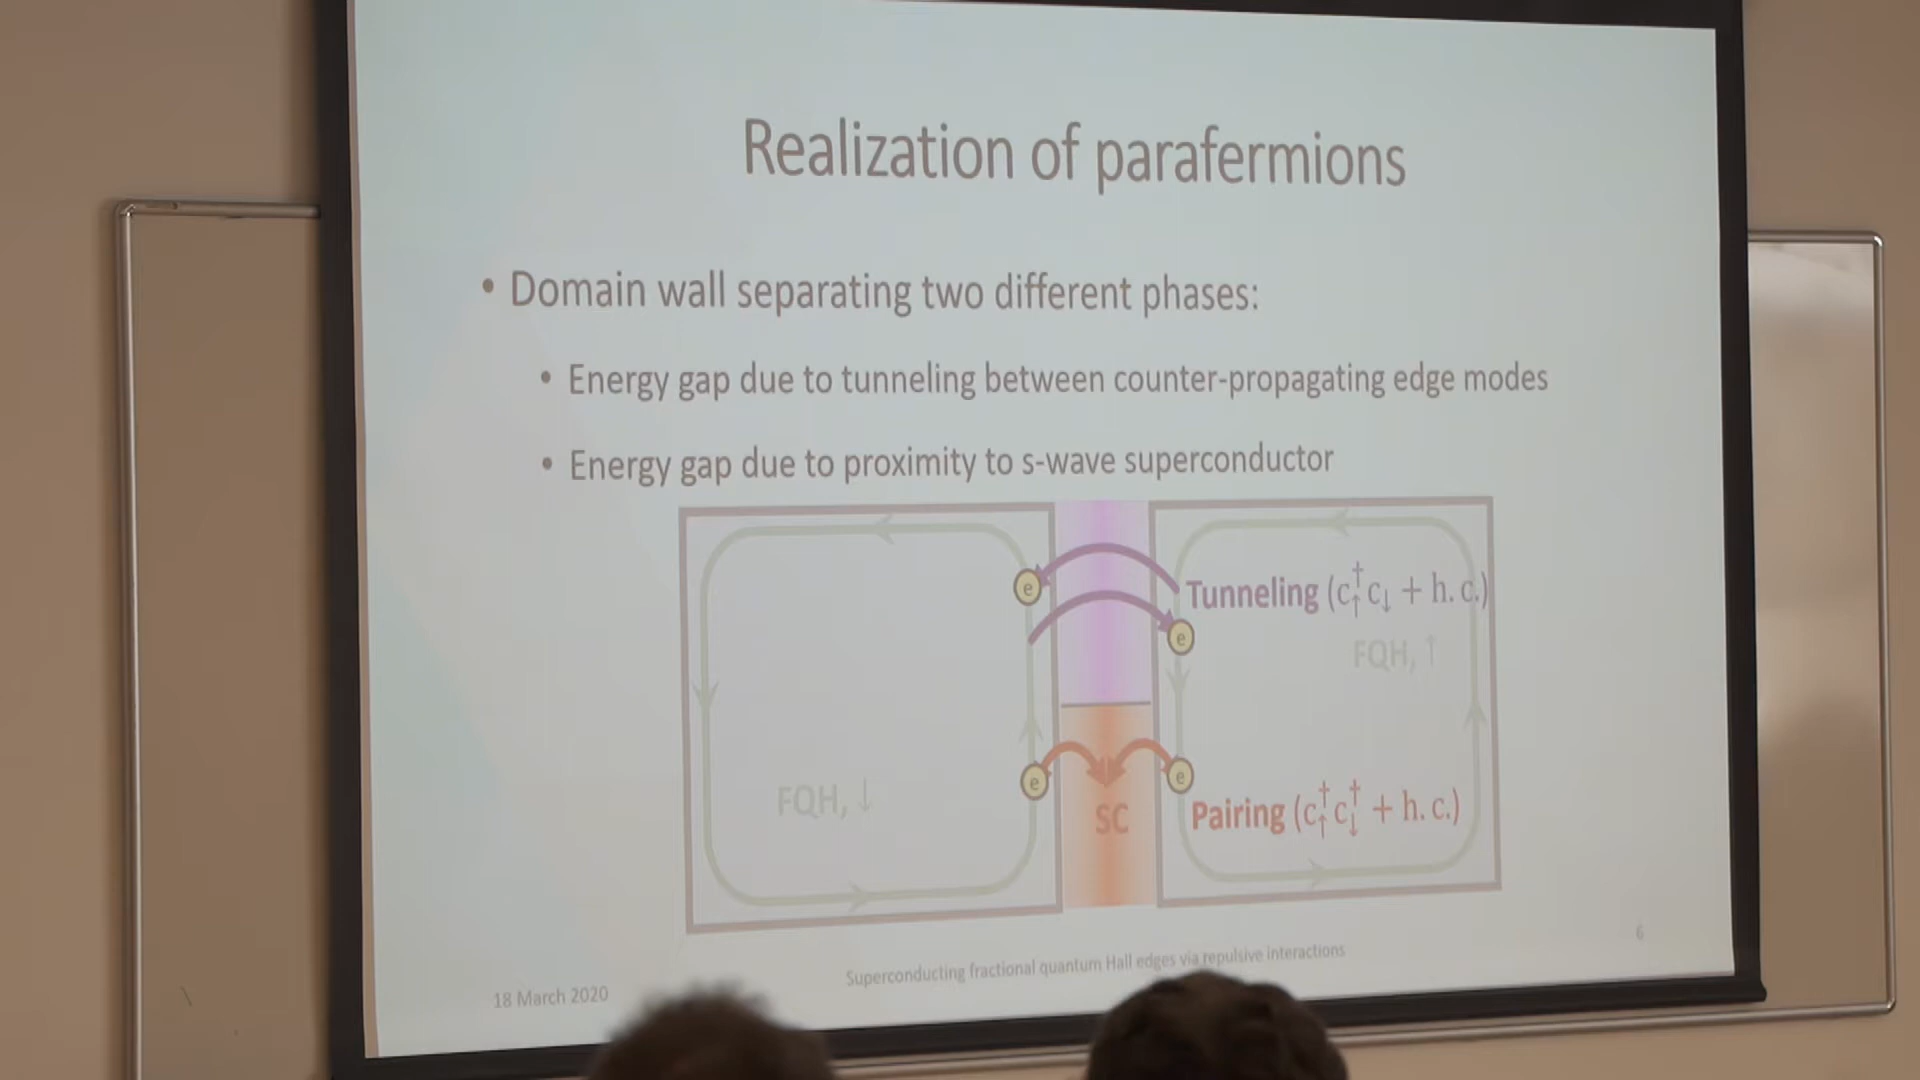 Realization of parafermions
• Domain wall separating two different phases:
• Energy gap due to tunneling between counter-propagating edge modes
• Energy gap due to proximity to s-wave superconductor
e
Tunneling (c↑†c↓ + h. c.)
e
FQH, ↑
e
e
FQH, ↓
SC
Pairing (c↑†c↓† + h. c.)
18 March 2020
Superconducting fractional quantum Hall edges via repulsive interactions
6